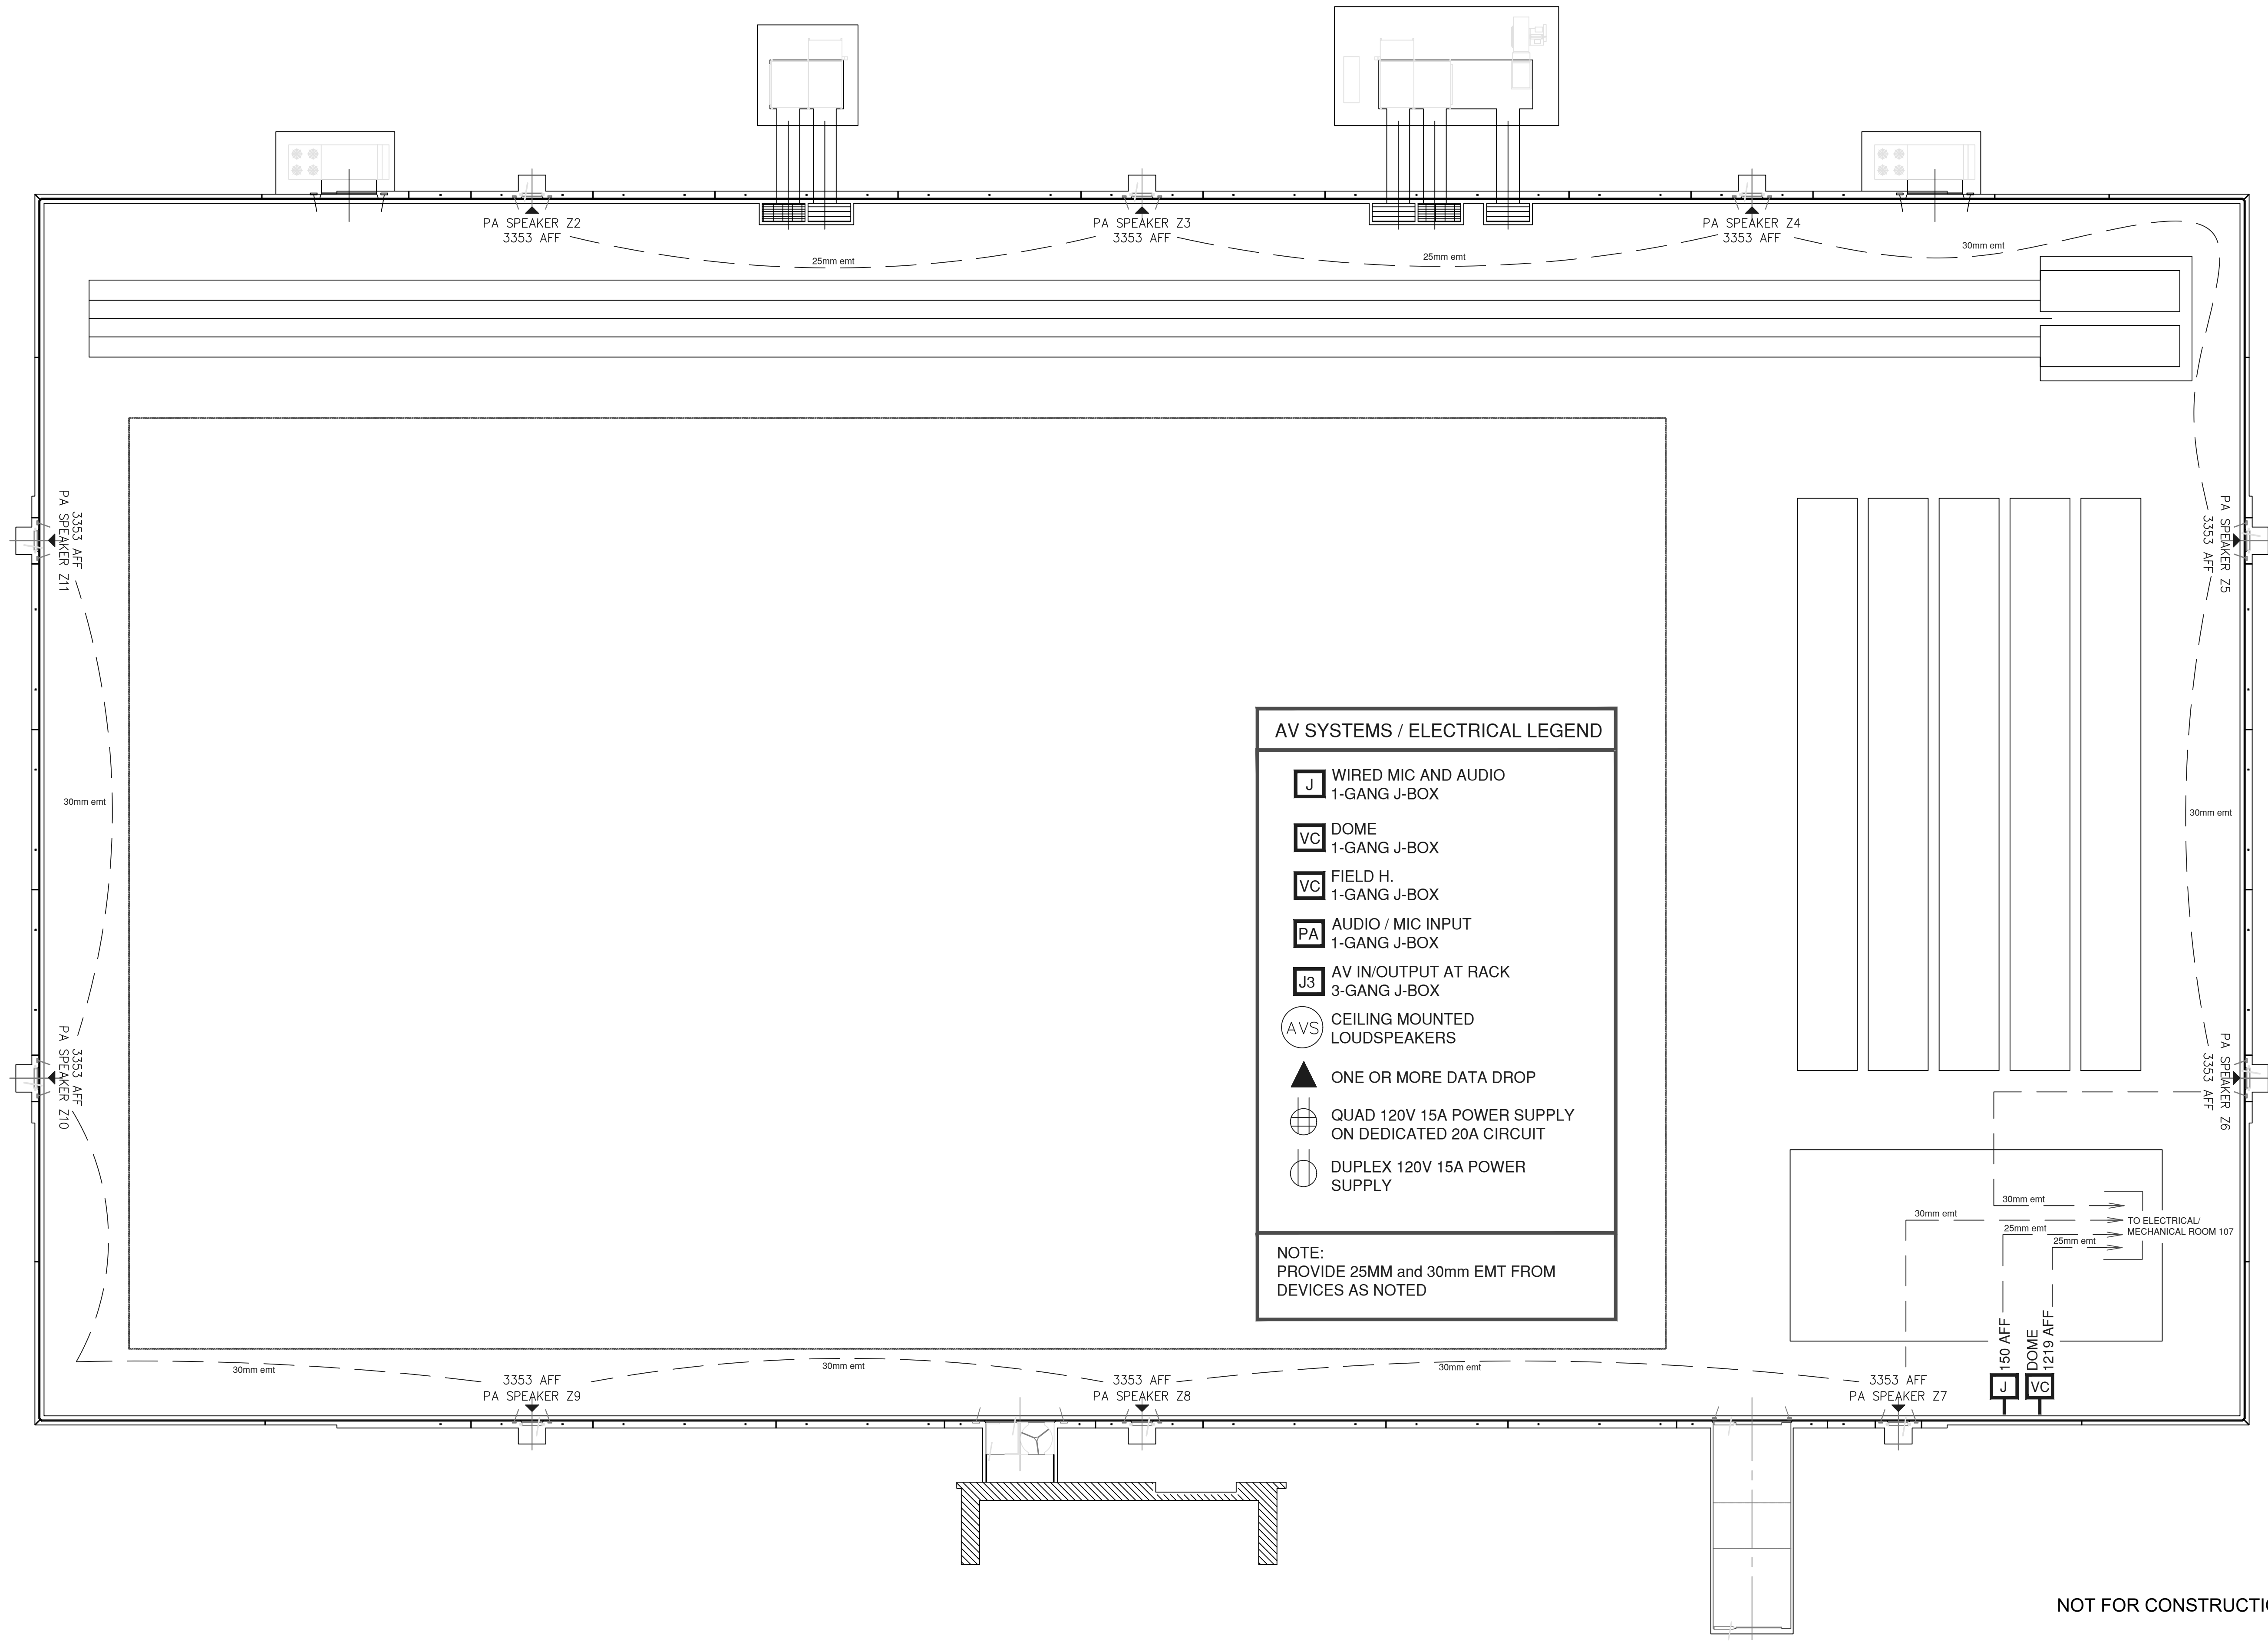 PA SPEAKER Z2
3353 AFF
PA SPEAKER Z3
3353 AFF
PA SPEAKER Z4
3353 AFF
25mm emt
25mm emt
30mm emt
3353 AFF
PA SPEAKER Z11
PA SPEAKER Z5
3353 AFF
30mm emt
30mm emt
3353 AFF
PA SPEAKER Z10
PA SPEAKER Z6
3353 AFF
AV SYSTEMS / ELECTRICAL LEGEND
J
WIRED MIC AND AUDIO
1-GANG J-BOX
VC
DOME
1-GANG J-BOX
VC
FIELD H.
1-GANG J-BOX
PA
AUDIO / MIC INPUT
1-GANG J-BOX
J3
AV IN/OUTPUT AT RACK
3-GANG J-BOX
AVS
CEILING MOUNTED
LOUDSPEAKERS
ONE OR MORE DATA DROP
QUAD 120V 15A POWER SUPPLY
ON DEDICATED 20A CIRCUIT
DUPLEX 120V 15A POWER
SUPPLY
NOTE:
PROVIDE 25MM and 30mm EMT FROM
DEVICES AS NOTED
30mm emt
30mm emt
25mm emt
25mm emt
TO ELECTRICAL/
MECHANICAL ROOM 107
150 AFF
DOME
1219 AFF
J
VC
30mm emt
30mm emt
30mm emt
3353 AFF
PA SPEAKER Z9
3353 AFF
PA SPEAKER Z8
3353 AFF
PA SPEAKER Z7
NOT FOR